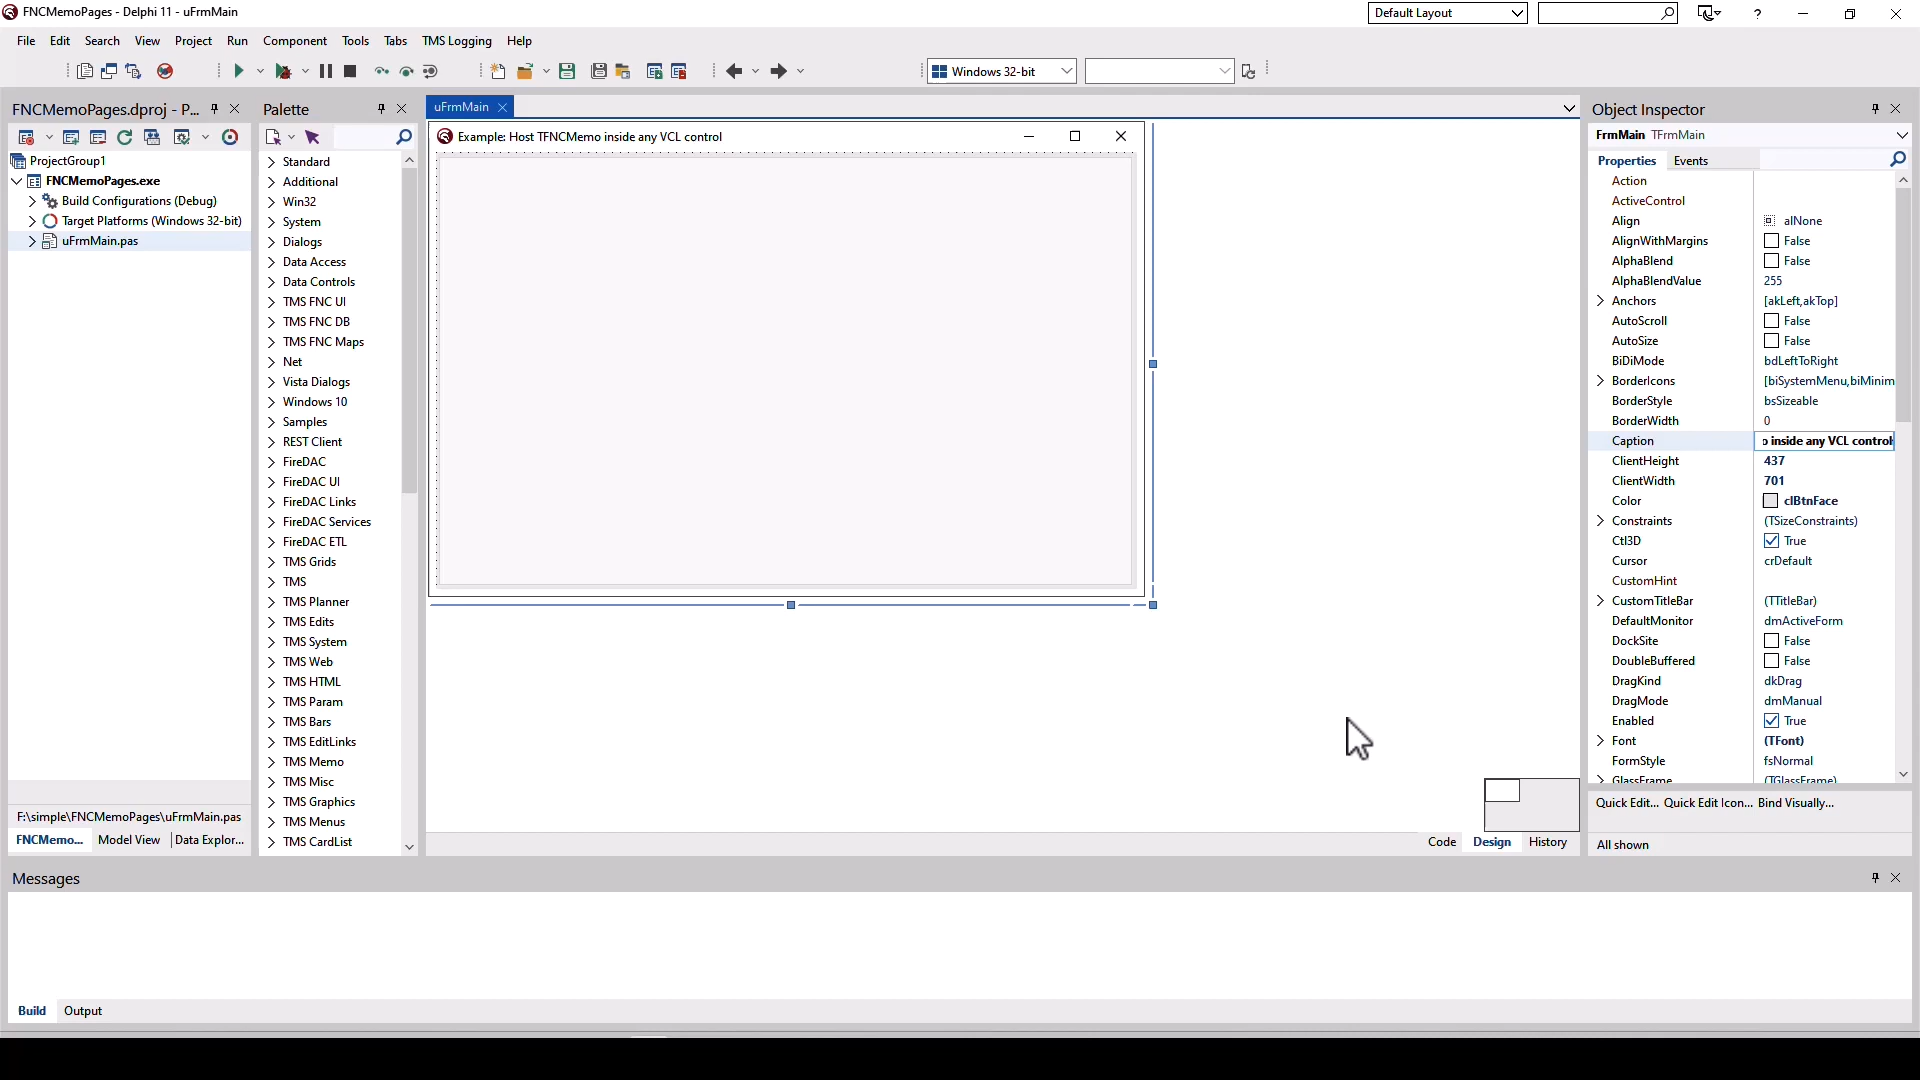 FNCMemoPages - Delphi 11 - uFrmMain
Default Layout
?
File Edit Search View Project Run Component Tools Tabs TMS Logging Help
Windows 32-bit
FNCMemoPages.dproj - P...
ProjectGroup1
FNCMemoPages.exe
Build Configurations (Debug)
Target Platforms (Windows 32-bit)
uFrmMain.pas
F:\simple\FNCMemoPages\uFrmMain.pas
FNCMemo... Model View Data Explor...
Palette
Standard
Additional
Win32
System
Dialogs
Data Access
Data Controls
TMS FNC UI
TMS FNC DB
TMS FNC Maps
Net
Vista Dialogs
Windows 10
Samples
REST Client
FireDAC
FireDAC UI
FireDAC Links
FireDAC Services
FireDAC ETL
TMS Grids
TMS
TMS Planner
TMS Edits
TMS System
TMS Web
TMS HTML
TMS Param
TMS Bars
TMS EditLinks
TMS Memo
TMS Misc
TMS Graphics
TMS Menus
TMS CardList
uFrmMain
Example: Host TFNCMemo inside any VCL control
Code Design History
Object Inspector
FrmMain TFrmMain
Properties Events
Action
ActiveControl
Align alNone
AlignWithMargins False
AlphaBlend False
AlphaBlendValue 255
Anchors [akLeft,akTop]
AutoScroll False
AutoSize False
BiDiMode bdLeftToRight
BorderIcons [biSystemMenu,biMinim
BorderStyle bsSizeable
BorderWidth 0
Caption o inside any VCL control
ClientHeight 437
ClientWidth 701
Color clBtnFace
Constraints (TSizeConstraints)
Ctl3D True
Cursor crDefault
CustomHint
CustomTitleBar (TTitleBar)
DefaultMonitor dmActiveForm
DockSite False
DoubleBuffered False
DragKind dkDrag
DragMode dmManual
Enabled True
Font (TFont)
FormStyle fsNormal
GlassFrame (TGlassFrame)
Quick Edit... Quick Edit Icon... Bind Visually...
All shown
Messages
Build Output